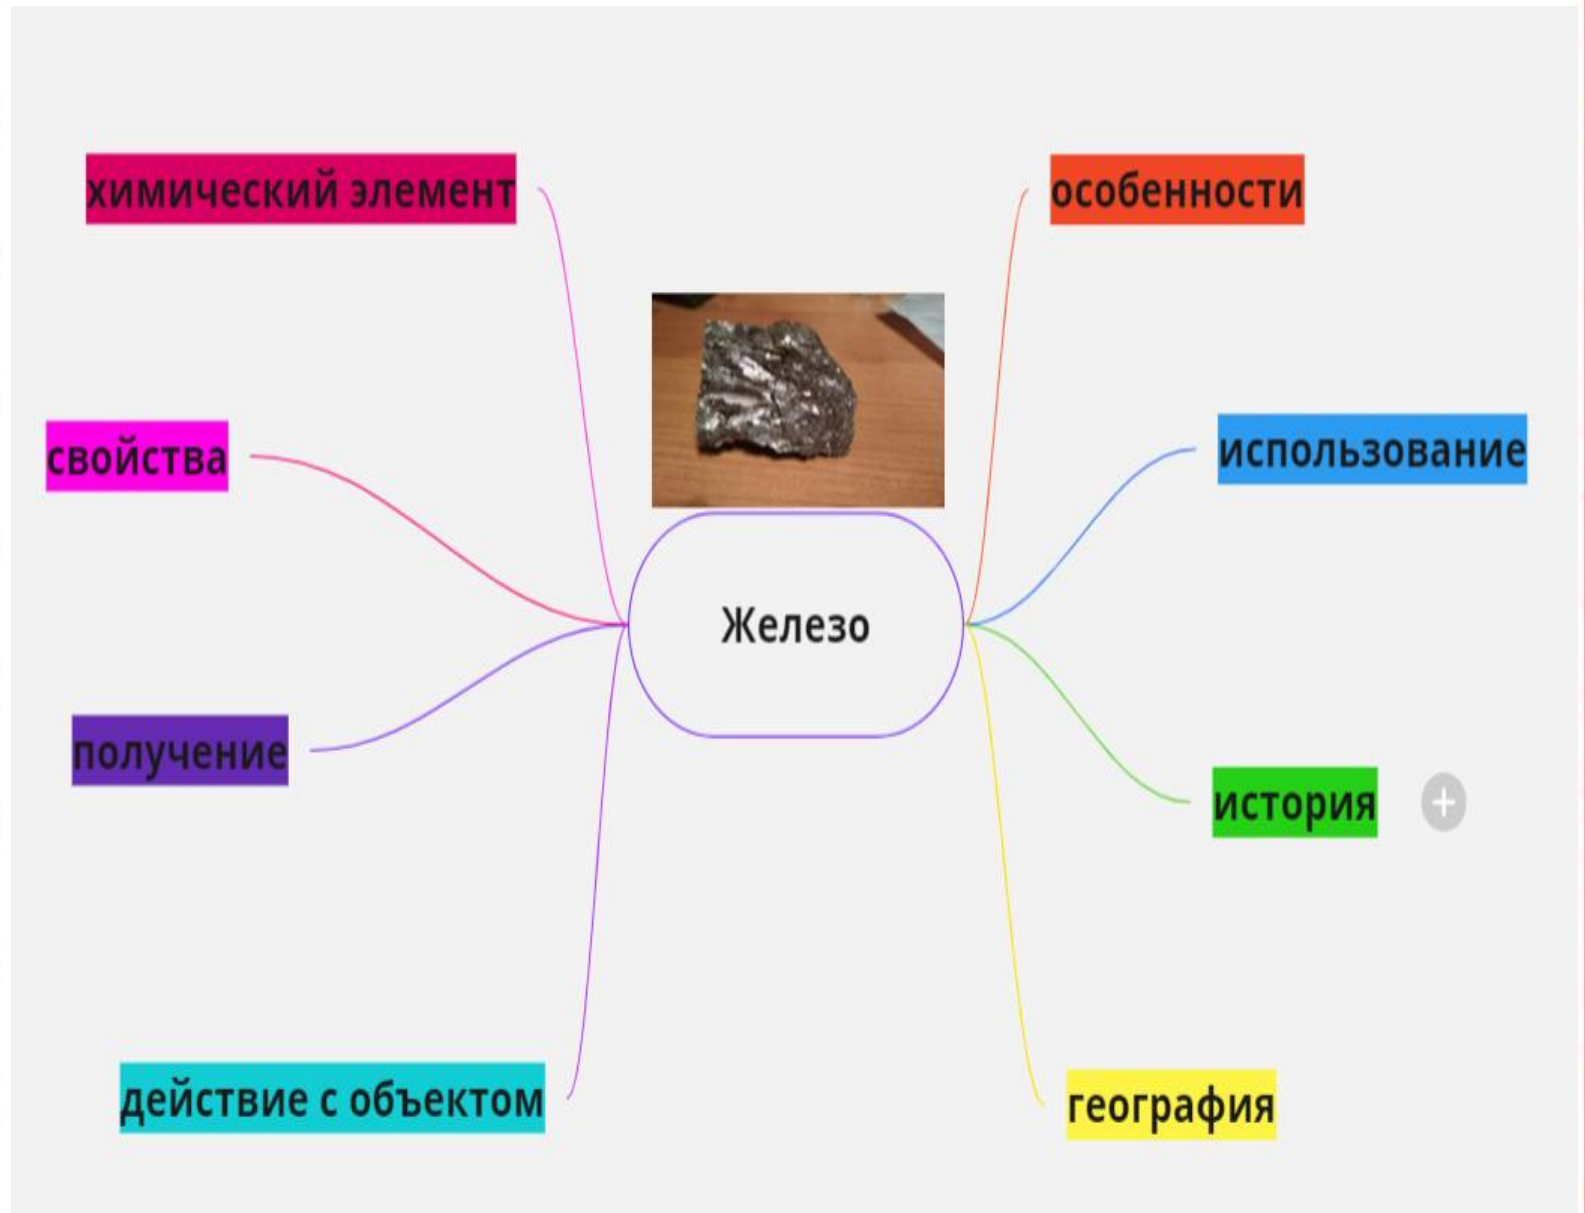 химический элемент
особенности
свойства
использование
Железо
получение
история
действие с объектом
география